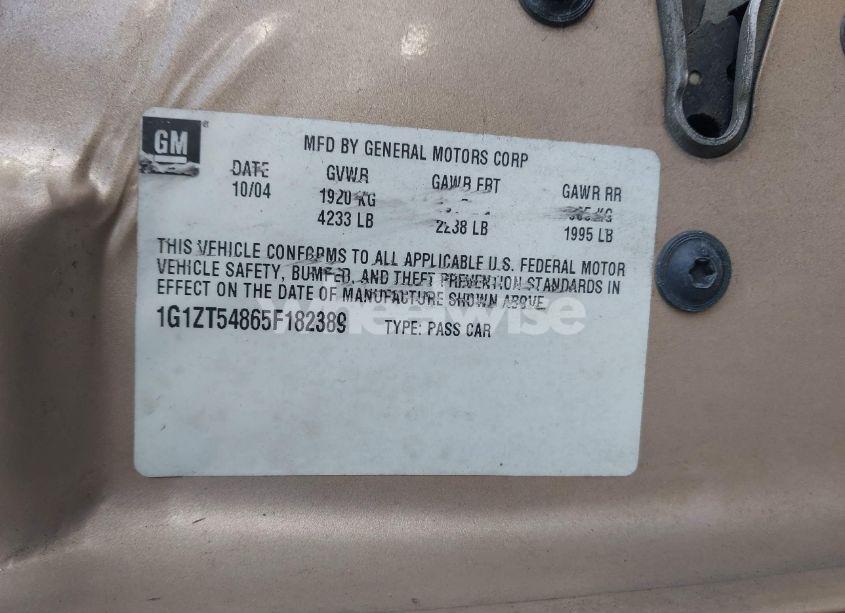 GM
®
MFD BY GENERAL MOTORS CORP
DATE GVWR GAWR FRT GAWR RR
10/04 1920 KG KG
4233 LB 2238 LB 1995 LB
THIS VEHICLE CONFORMS TO ALL APPLICABLE U.S. FEDERAL MOTOR
VEHICLE SAFETY, BUMPER, AND THEFT PREVENTION STANDARDS IN
EFFECT ON THE DATE OF MANUFACTURE SHOWN ABOVE.
1G1ZT54865F182389 TYPE: PASS CAR
Wheelwise